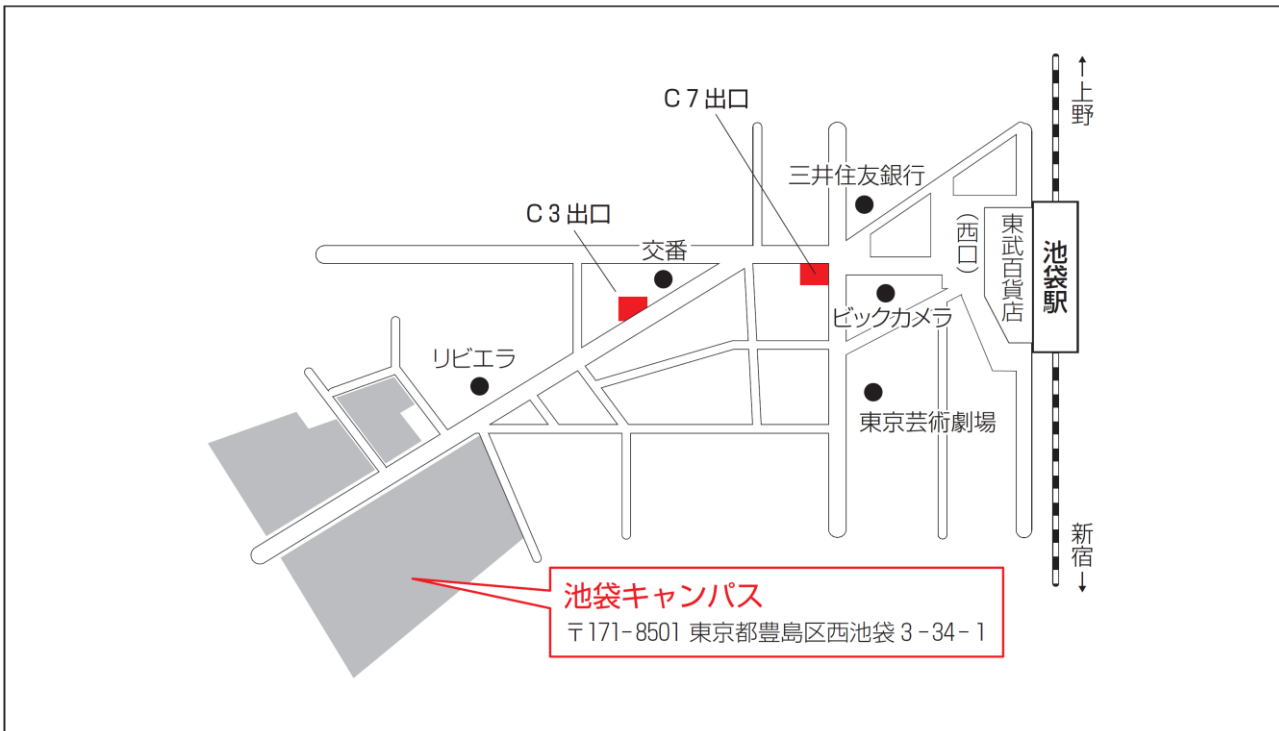 ↑上野
C7出口
三井住友銀行
C3出口
交番
(西口)
東武百貨店
池袋駅
ビックカメラ
リビエラ
東京芸術劇場
新宿↓
池袋キャンパス
〒171-8501 東京都豊島区西池袋3-34-1